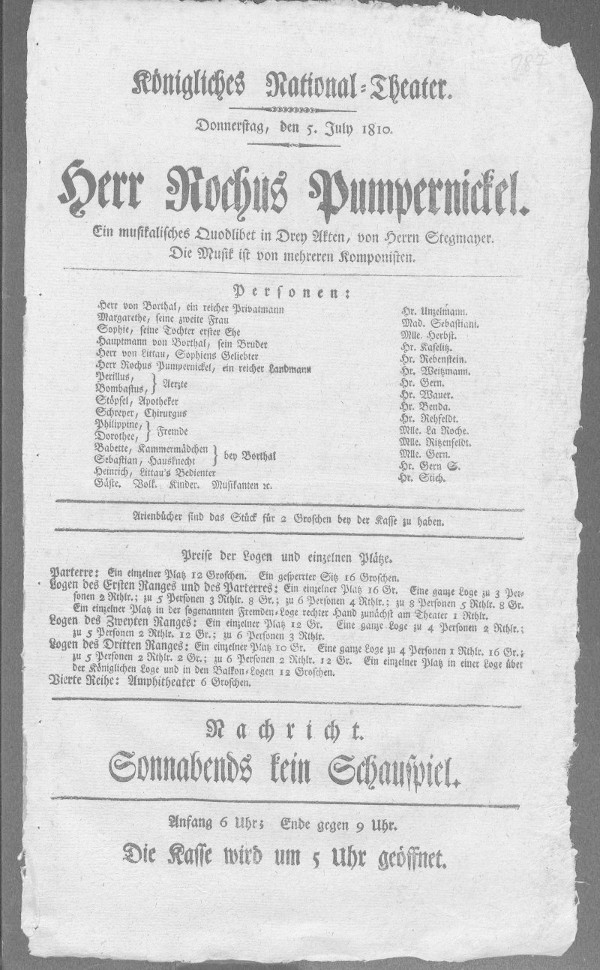 287
Königliches National-Theater.
Donnerstag, den 5. July 1810.
Herr Rochus Pumpernickel.
Ein musikalisches Quodlibet in Drey Akten, von Herrn Stegmayer.
Die Musik ist von mehreren Komponisten.
Personen:
Herr von Borthal, ein reicher Privatmann Hr. Unzelmann.
Margarethe, seine zweite Frau Mad. Sebastiani.
Sophie, seine Tochter erster Ehe Mlle. Herbst.
Hauptmann von Borthal, sein Bruder Hr. Kaselitz.
Herr von Littau, Sophiens Geliebter Hr. Rebenstein.
Herr Rochus Pumpernickel, ein reicher Landmann Hr. Weitzmann.
Perillus, } Aerzte Hr. Gern.
Bombastus, } Hr. Wauer.
Stöpsel, Apotheker Hr. Benda.
Schreyer, Chirurgus Hr. Rehfeldt.
Philippine, } Fremde Mlle. La Roche.
Dorothee, } Mlle. Ritzenfeldt.
Babette, Kammermädchen } bey Borthal Mlle. Gern.
Sebastian, Hausknecht } Hr. Gern S.
Heinrich, Littau's Bedienter Hr. Stich.
Gäste. Volk. Kinder. Musikanten ꝛc.
Arienbücher sind das Stück für 2 Groschen bey der Kasse zu haben.
Preise der Logen und einzelnen Plätze.
Parterre: Ein einzelner Platz 12 Groschen. Ein gesperrter Sitz 16 Groschen.
Logen des Ersten Ranges und des Parterres: Ein einzelner Platz 16 Gr. Eine ganze Loge zu 3 Per-
sonen 2 Rthlr.; zu 5 Personen 3 Rthlr. 8 Gr.; zu 6 Personen 4 Rthlr.; zu 8 Personen 5 Rthlr. 8 Gr.
Ein einzelner Platz in der sogenannten Fremden-Loge rechter Hand zunächst am Theater 1 Rthlr.
Logen des Zweyten Ranges: Ein einzelner Platz 12 Gr. Eine ganze Loge zu 4 Personen 2 Rthlr.;
zu 5 Personen 2 Rthlr. 12 Gr.; zu 6 Personen 3 Rthlr.
Logen des Dritten Ranges: Ein einzelner Platz 10 Gr. Eine ganze Loge zu 4 Personen 1 Rthlr. 16 Gr.;
zu 5 Personen 2 Rthlr. 2 Gr.; zu 6 Personen 2 Rthlr. 12 Gr. Ein einzelner Platz in einer Loge über
der Königlichen Loge und in den Balkon-Logen 12 Groschen.
Vierte Reihe: Amphitheater 6 Groschen.
Nachricht.
Sonnabends kein Schauspiel.
Anfang 6 Uhr; Ende gegen 9 Uhr.
Die Kasse wird um 5 Uhr geöffnet.